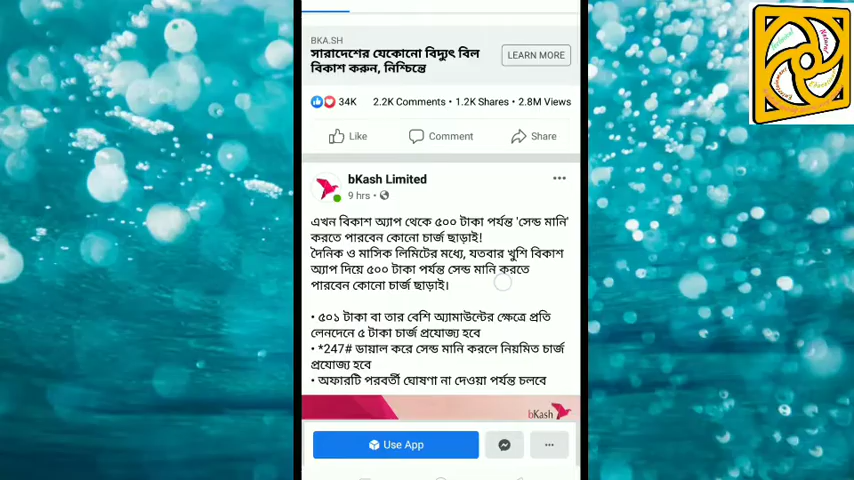 BKA.SH
সারাদেশের যেকোনো বিদ্যুৎ বিল
বিকাশ করুন, নিশ্চিন্তে
LEARN MORE
34K 2.2K Comments • 1.2K Shares • 2.8M Views
Like Comment Share
bKash Limited
9 hrs •
এখন বিকাশ অ্যাপ থেকে ৫০০ টাকা পর্যন্ত 'সেন্ড মানি'
করতে পারবেন কোনো চার্জ ছাড়াই!
দৈনিক ও মাসিক লিমিটের মধ্যে, যতবার খুশি বিকাশ
অ্যাপ দিয়ে ৫০০ টাকা পর্যন্ত সেন্ড মানি করতে
পারবেন কোনো চার্জ ছাড়াই।
• ৫০১ টাকা বা তার বেশি অ্যামাউন্টের ক্ষেত্রে প্রতি
লেনদেনে ৫ টাকা চার্জ প্রযোজ্য হবে
• *247# ডায়াল করে সেন্ড মানি করলে নিয়মিত চার্জ
প্রযোজ্য হবে
• অফারটি পরবর্তী ঘোষণা না দেওয়া পর্যন্ত চলবে
bKash
Use App